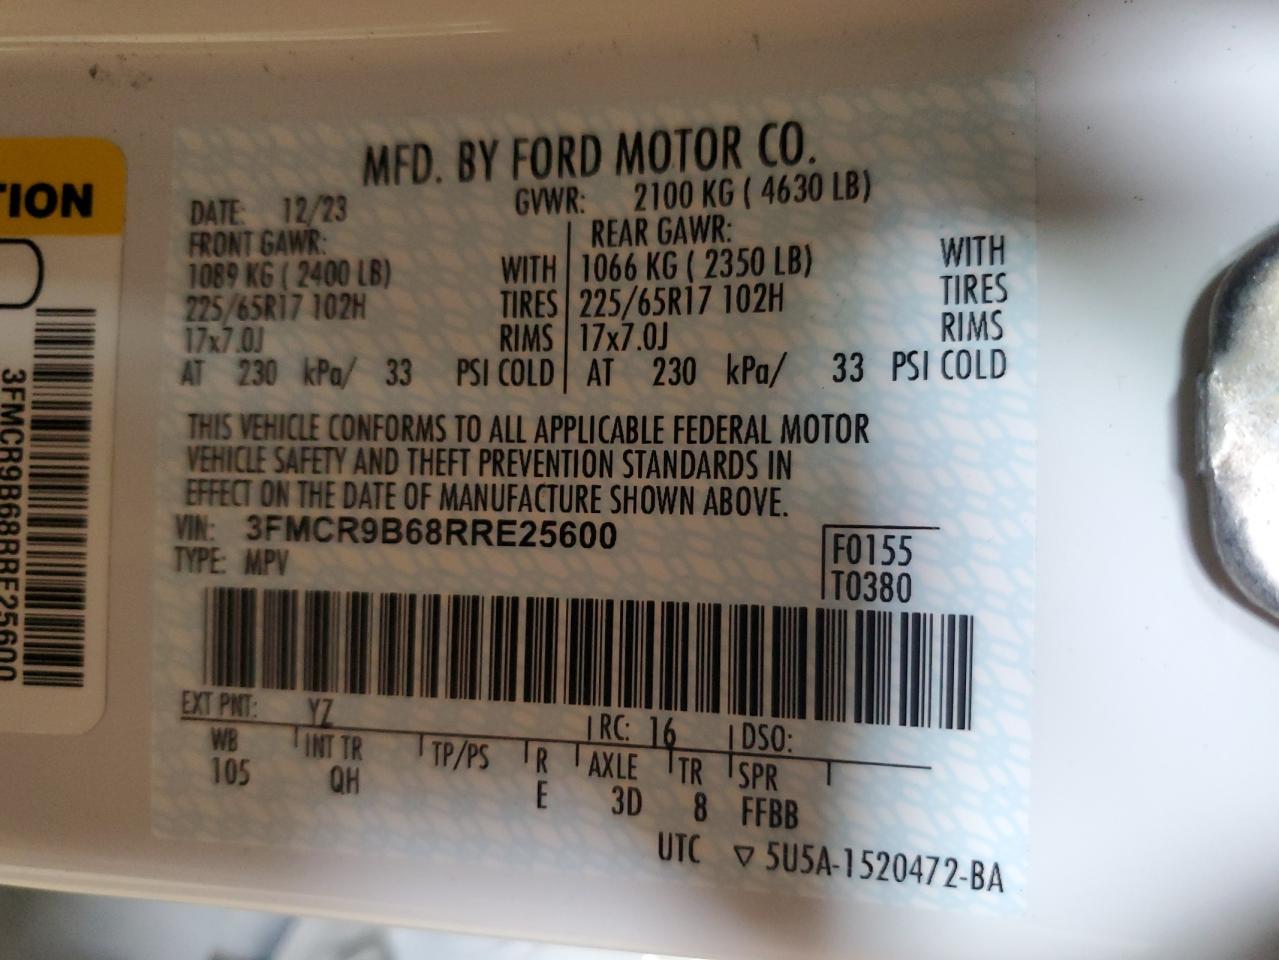 TION
3FMCR9B68RRE25600
MFD. BY FORD MOTOR CO.
DATE: 12/23 GVWR: 2100 KG ( 4630 LB)
FRONT GAWR: REAR GAWR:
1089 KG ( 2400 LB) WITH 1066 KG ( 2350 LB) WITH
225/65R17 102H TIRES 225/65R17 102H TIRES
17x7.0J RIMS 17x7.0J RIMS
AT 230 kPa/ 33 PSI COLD AT 230 kPa/ 33 PSI COLD
THIS VEHICLE CONFORMS TO ALL APPLICABLE FEDERAL MOTOR
VEHICLE SAFETY AND THEFT PREVENTION STANDARDS IN
EFFECT ON THE DATE OF MANUFACTURE SHOWN ABOVE.
VIN: 3FMCR9B68RRE25600
TYPE: MPV
F0155
T0380
EXT PNT: YZ RC: 16 DSO:
WB INT TR TP/PS R AXLE TR SPR
105 QH E 3D 8 FFBB
UTC ▽ 5U5A-1520472-BA